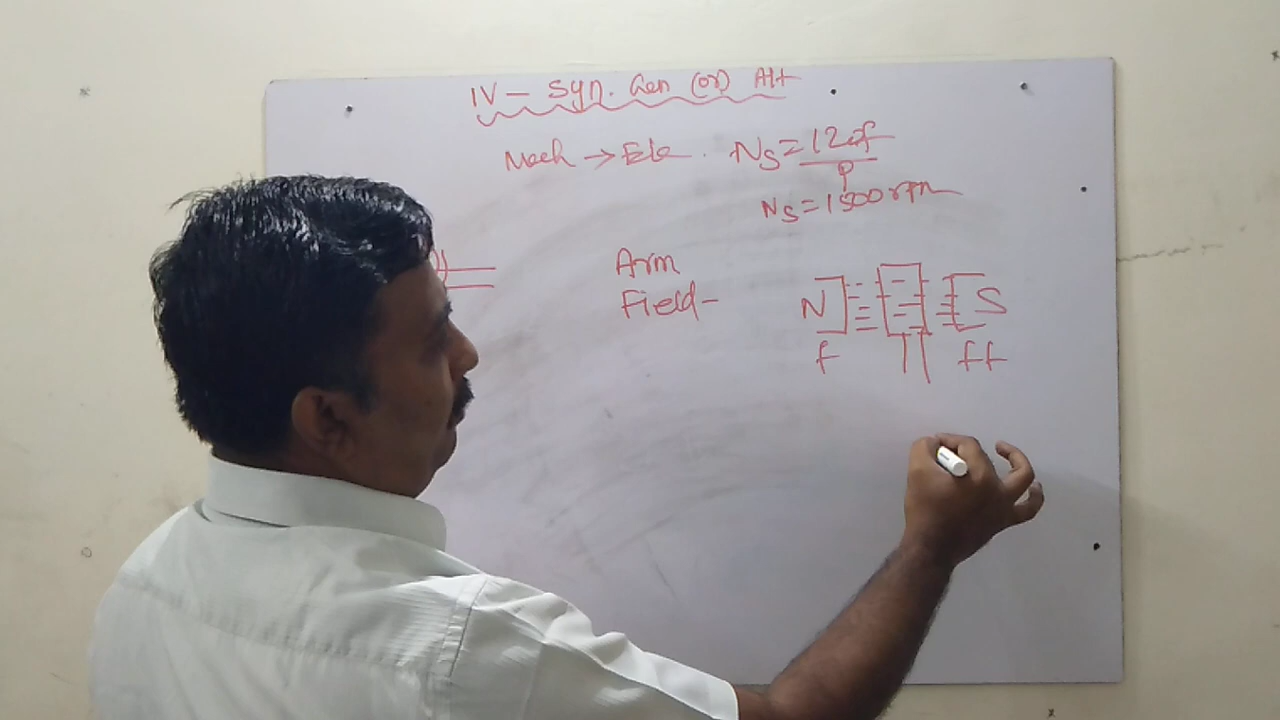 IV - Syn. Gen (or) Alt
Mech → Ele. Ns = 120f
P
Ns = 1500 rpm
Arm
Field -
N S
f ff